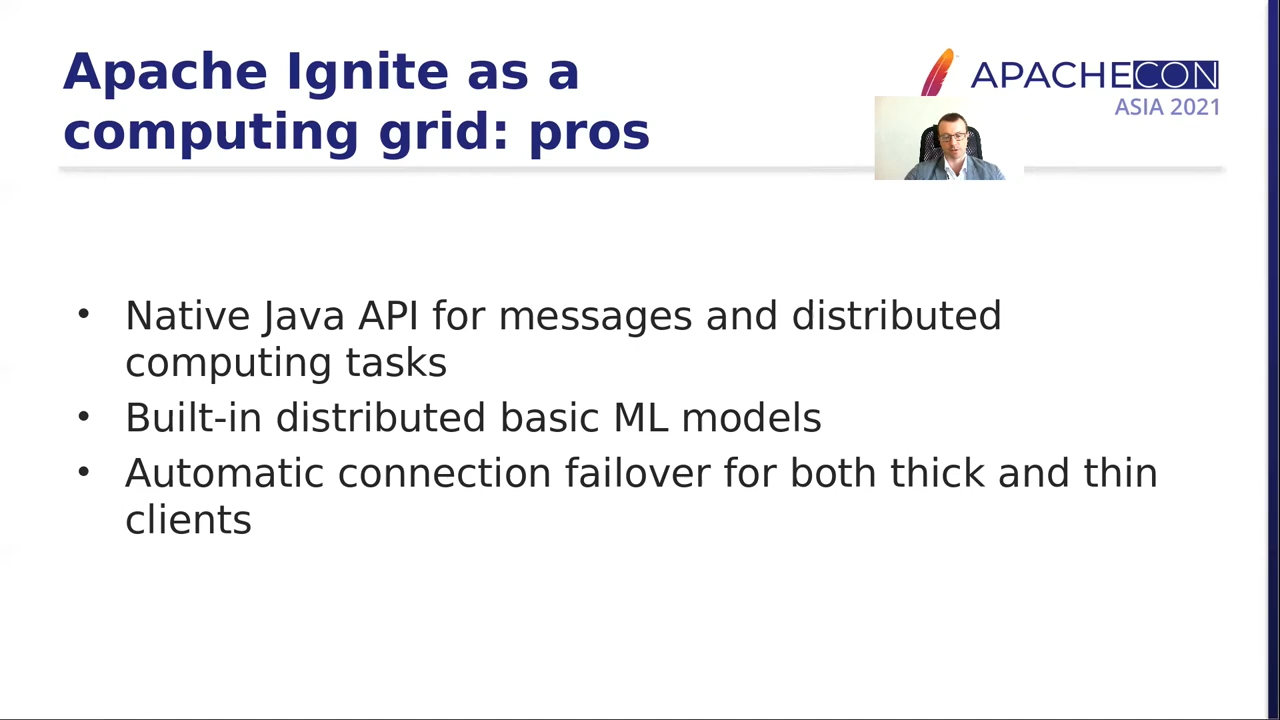 Apache Ignite as a
computing grid: pros
APACHECON
ASIA 2021
• Native Java API for messages and distributed
computing tasks
• Built-in distributed basic ML models
• Automatic connection failover for both thick and thin
clients